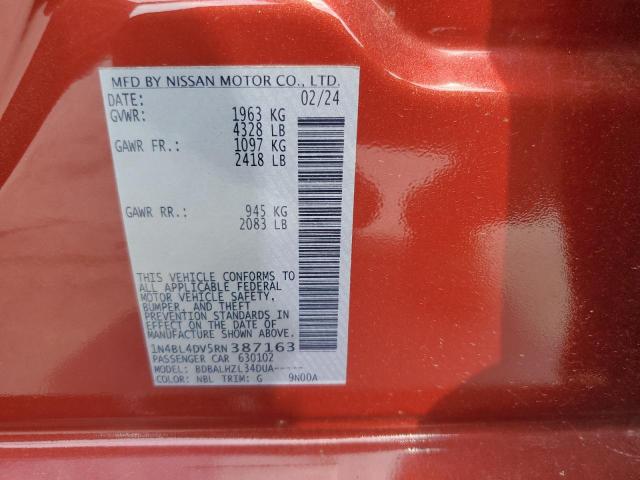 MFD BY NISSAN MOTOR CO., LTD.
DATE: 02/24
GVWR: 1963 KG
4328 LB
GAWR FR.: 1097 KG
2418 LB
GAWR RR.: 945 KG
2083 LB
THIS VEHICLE CONFORMS TO
ALL APPLICABLE FEDERAL
MOTOR VEHICLE SAFETY,
BUMPER, AND THEFT
PREVENTION STANDARDS IN
EFFECT ON THE DATE OF
MANUFACTURE SHOWN ABOVE.
1N4BL4DV5RN387163
PASSENGER CAR 630102
MODEL: BDBALHZL34DUA-----
COLOR: NBL TRIM: G 9N00A